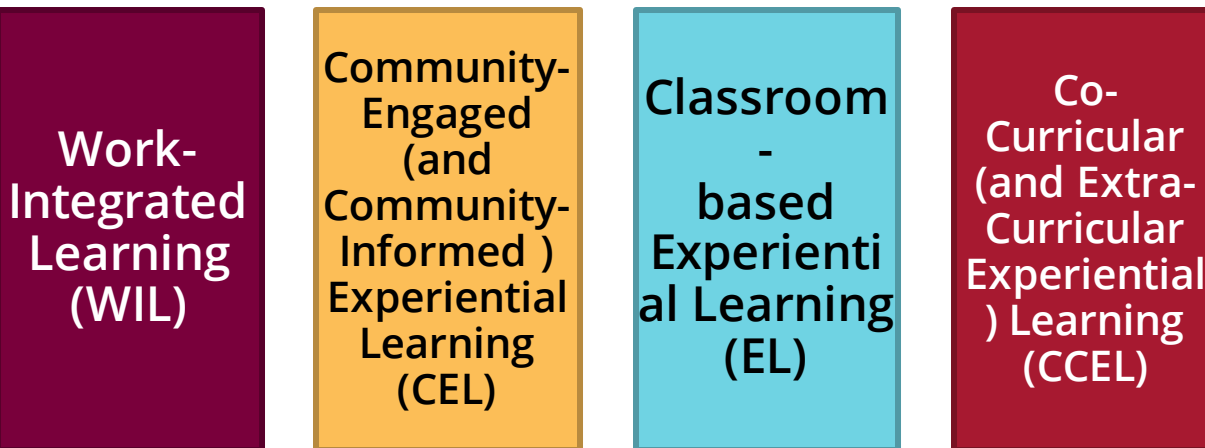 Work-
Integrated
Learning
(WIL)
Community-
Engaged
(and
Community-
Informed )
Experiential
Learning
(CEL)
Classroom
-
based
Experienti
al Learning
(EL)
Co-
Curricular
(and Extra-
Curricular
Experiential
) Learning
(CCEL)